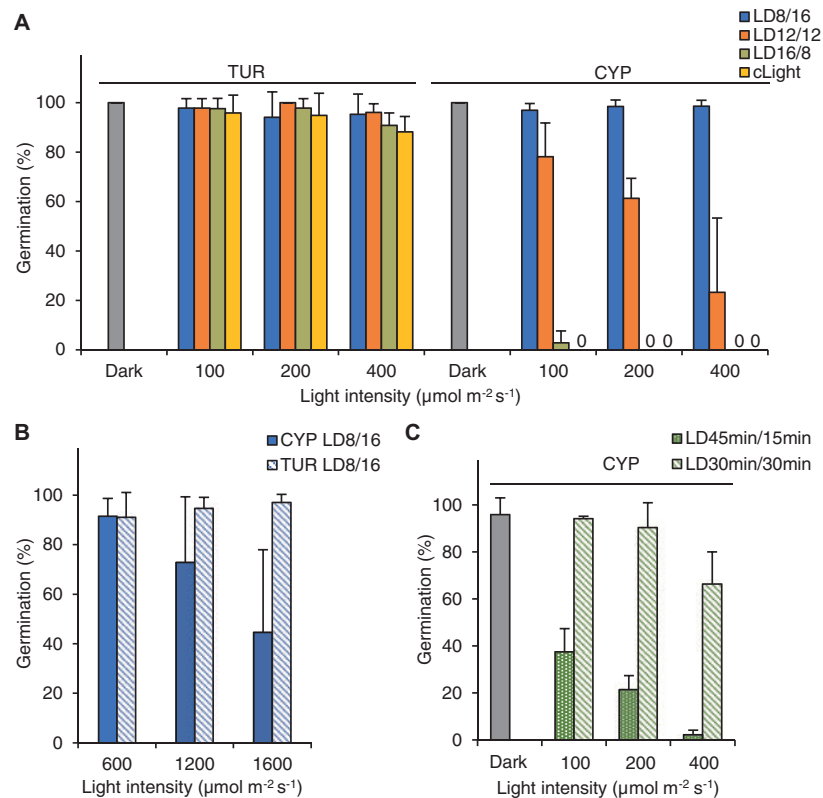 A
LD8/16
LD12/12
LD16/8
cLight
TUR
CYP
Germination (%)
100
80
60
40
20
0
0
0 0
0 0
Dark
100
200
400
Dark
100
200
400
Light intensity (µmol m-2 s-1)
B
CYP LD8/16
TUR LD8/16
Germination (%)
100
80
60
40
20
0
600
1200
1600
Light intensity (µmol m-2 s-1)
C
LD45min/15min
LD30min/30min
CYP
Germination (%)
100
80
60
40
20
0
Dark
100
200
400
Light intensity (µmol m-2 s-1)